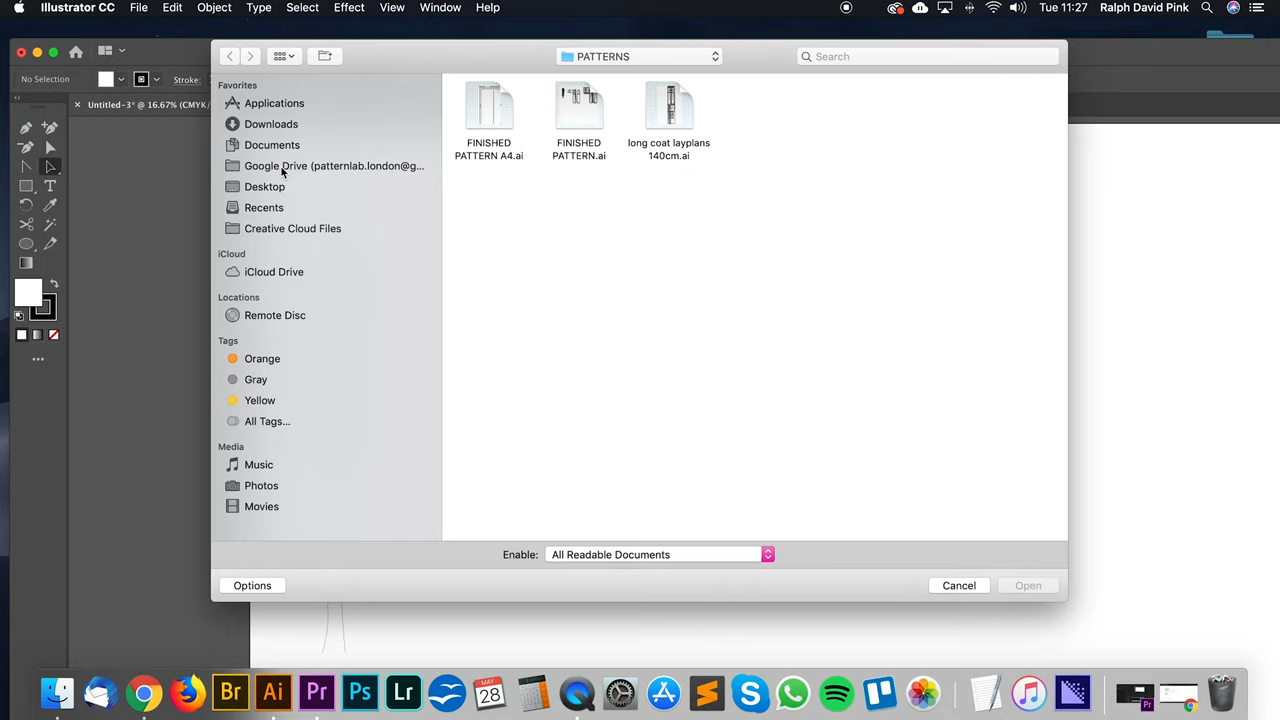 Illustrator CC File Edit Object Type Select Effect View Window Help Tue 11:27 Ralph David Pink
PATTERNS
Search
No Selection
Stroke:
Untitled-3* @ 16.67% (CMYK/
Favorites
Applications
Downloads
Documents
Google Drive (patternlab.london@g...
Desktop
Recents
Creative Cloud Files
iCloud
iCloud Drive
Locations
Remote Disc
Tags
Orange
Gray
Yellow
All Tags...
Media
Music
Photos
Movies
FINISHED
PATTERN A4.ai
FINISHED
PATTERN.ai
long coat layplans
140cm.ai
Enable: All Readable Documents
Options
Cancel
Open
Br
Ai
Pr
Ps
Lr
MAY
28